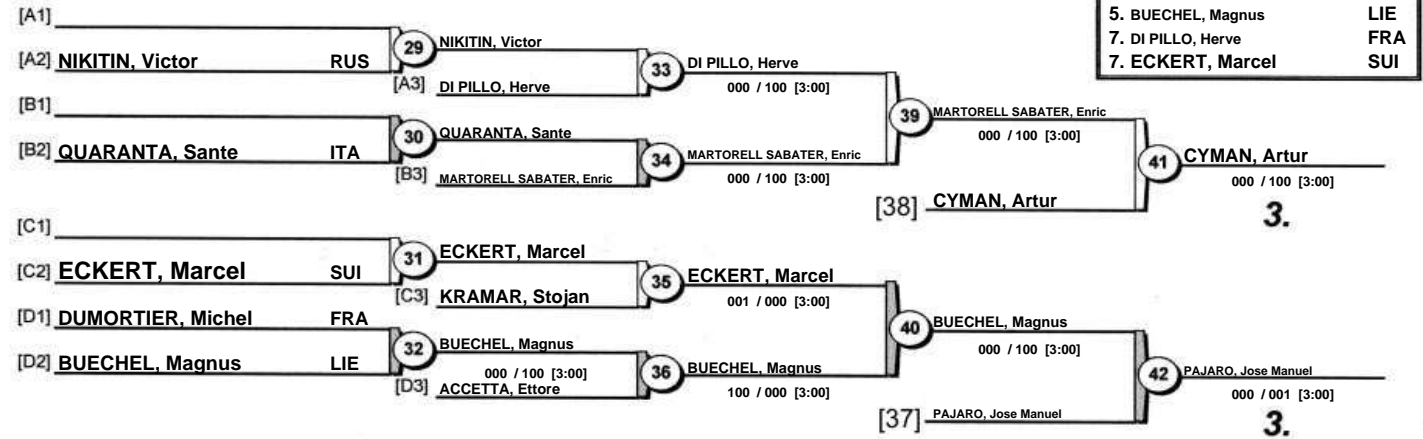 5. BUECHEL, Magnus LIE
7. DI PILLO, Herve FRA
7. ECKERT, Marcel SUI
[A1]
[A2] NIKITIN, Victor RUS
29
NIKITIN, Victor
[A3] DI PILLO, Herve
33
DI PILLO, Herve
000 / 100 [3:00]
[B1]
[B2] QUARANTA, Sante ITA
30
QUARANTA, Sante
[B3] MARTORELL SABATER, Enric
34
MARTORELL SABATER, Enric
000 / 100 [3:00]
39
MARTORELL SABATER, Enric
000 / 100 [3:00]
[38] CYMAN, Artur
41
CYMAN, Artur
000 / 100 [3:00]
3.
[C1]
[C2] ECKERT, Marcel SUI
31
ECKERT, Marcel
[C3] KRAMAR, Stojan
35
ECKERT, Marcel
001 / 000 [3:00]
[D1] DUMORTIER, Michel FRA
[D2] BUECHEL, Magnus LIE
32
BUECHEL, Magnus
000 / 100 [3:00]
[D3] ACCETTA, Ettore
36
BUECHEL, Magnus
100 / 000 [3:00]
40
BUECHEL, Magnus
000 / 100 [3:00]
[37] PAJARO, Jose Manuel
42
PAJARO, Jose Manuel
000 / 001 [3:00]
3.